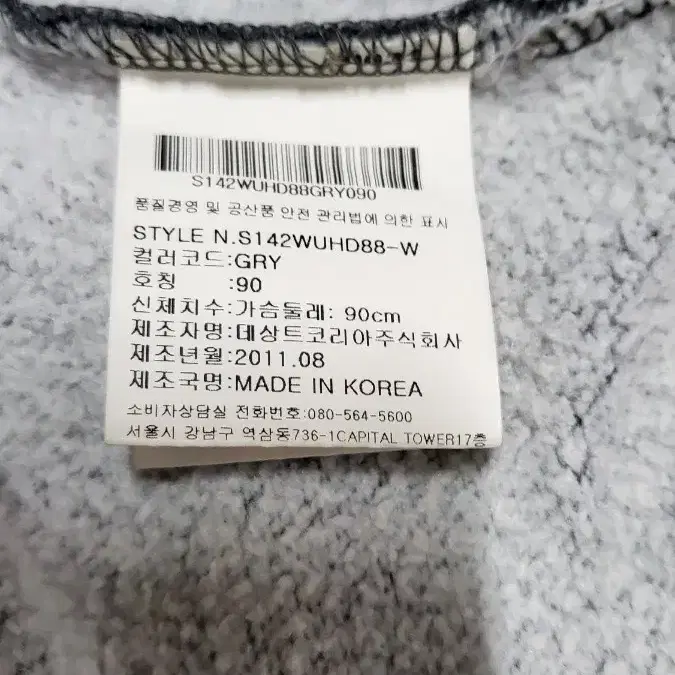 S142WUHD88GRY090
품질경영 및 공산품 안전 관리법에 의한 표시
STYLE N.S142WUHD88-W
컬러코드:GRY
호칭 :90
신체치수:가슴둘레: 90cm
제조자명:데상트코리아주식회사
제조년월:2011.08
제조국명:MADE IN KOREA
소비자상담실 전화번호:080-564-5600
서울시 강남구 역삼동736-1CAPITAL TOWER17층